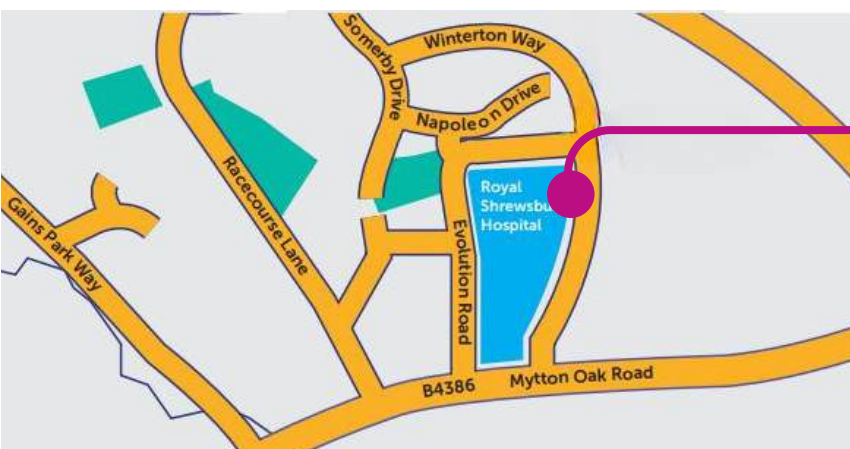 Somerby Drive
Winterton Way
Napoleon Drive
Royal
Shrewsbu
Hospital
Racecourse Lane
Gains Park Way
Evolution Road
B4386
Mytton Oak Road